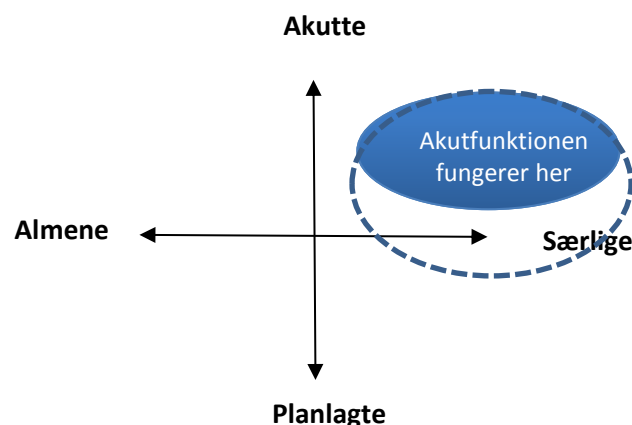 Akutte
Akutfunktionen
fungerer her
Almene
Særlige
Planlagte